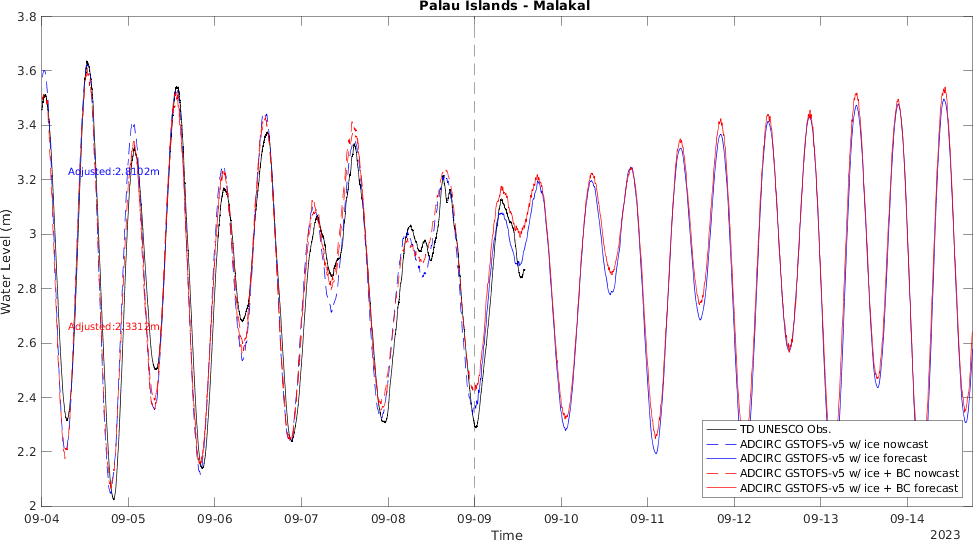 Palau Islands - Malakal
3.8
3.6
3.4
3.2
3
2.8
2.6
2.4
2.2
2
Water Level (m)
Adjusted:2.8102m
Adjusted:2.3312m
TD UNESCO Obs.
ADCIRC GSTOFS-v5 w/ ice nowcast
ADCIRC GSTOFS-v5 w/ ice forecast
ADCIRC GSTOFS-v5 w/ ice + BC nowcast
ADCIRC GSTOFS-v5 w/ ice + BC forecast
09-04 09-05 09-06 09-07 09-08 09-09 09-10 09-11 09-12 09-13 09-14
Time
2023